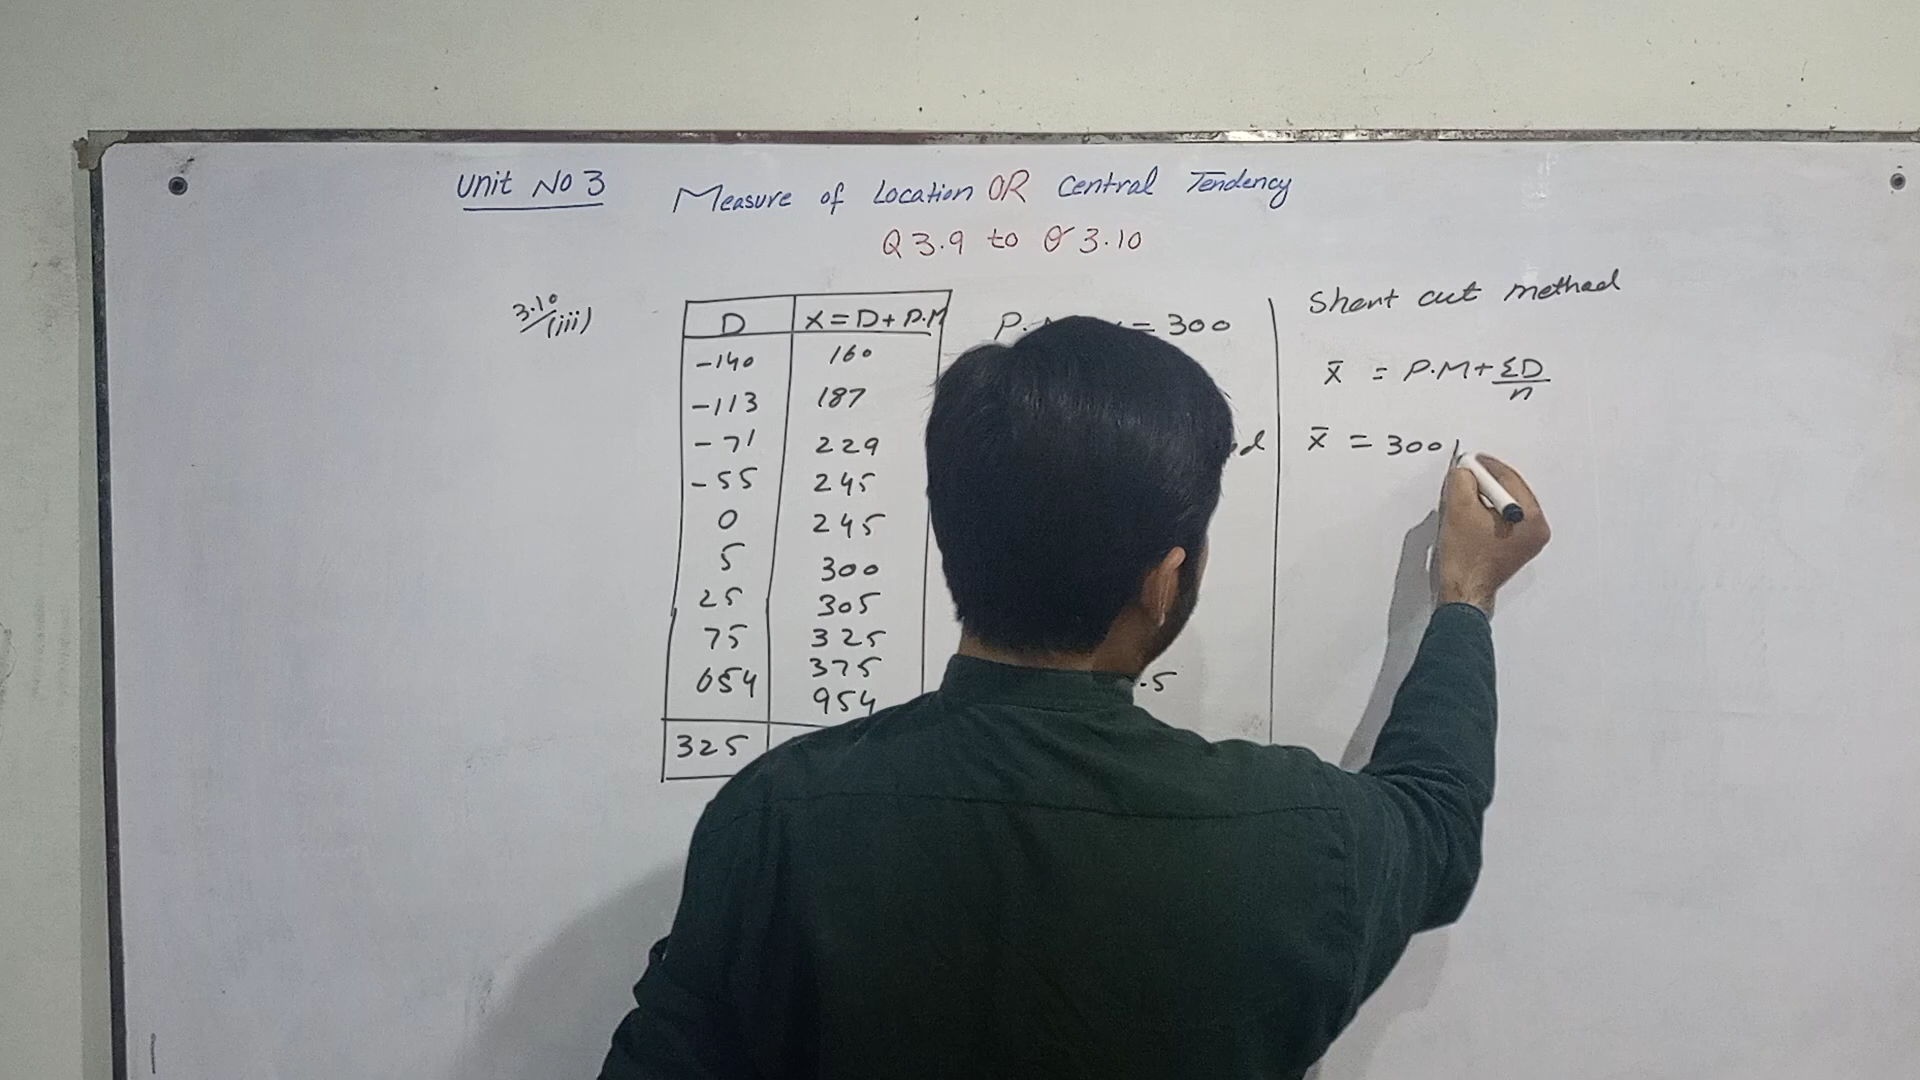 Unit No 3 Measure of Location OR Central Tendency
Q 3.9 to Q 3.10
3.10/(iii)
D X = D + P.M
-140 160
-113 187
-71 229
-55 245
0 245
5 300
25 305
75 325
654 375
954
325
= 300
.5
Short cut method
x̄ = P.M + ΣD/n
x̄ = 300